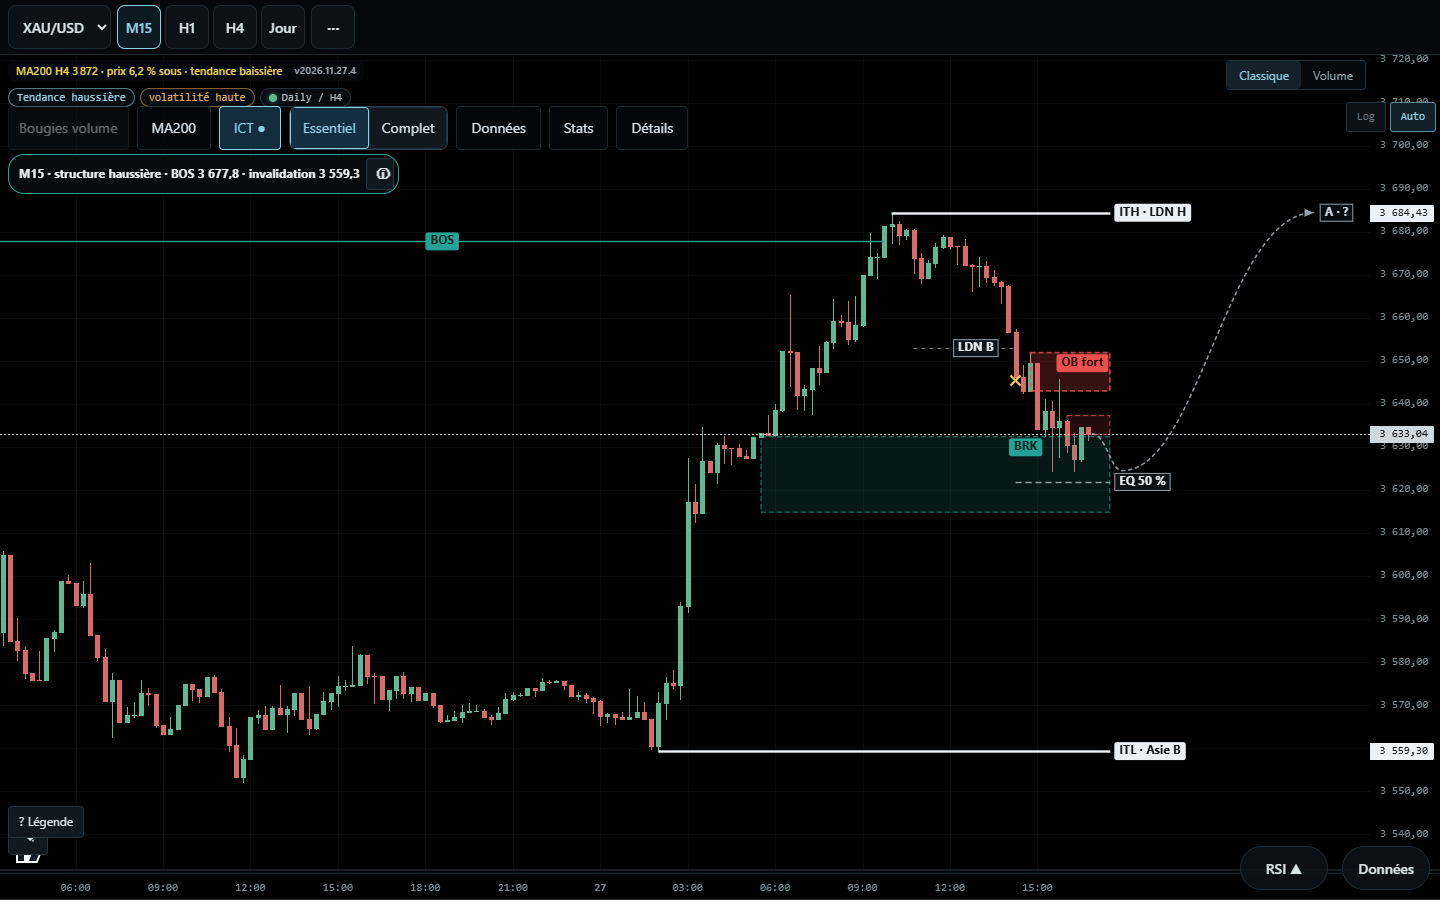 XAU/USD M15 H1 H4 Jour ---
MA200 H4 3 872 · prix 6,2 % sous · tendance baissière v2026.11.27.4
Classique Volume
Tendance haussière volatilité haute Daily / H4
Log Auto
Bougies volume MA200 ICT Essentiel Complet Données Stats Détails
M15 · structure haussière · BOS 3 677,8 · invalidation 3 559,3
3 720,00
3 710,00
3 700,00
3 690,00
ITH · LDN H
A · ?
3 684,43
3 680,00
BOS
3 670,00
3 660,00
LDN B
3 650,00
OB fort
3 640,00
3 633,04
3 630,00
BRK
EQ 50 %
3 620,00
3 610,00
3 600,00
3 590,00
3 580,00
3 570,00
ITL · Asie B
3 559,30
3 550,00
3 540,00
? Légende
RSI ▲ Données
06:00 09:00 12:00 15:00 18:00 21:00 27 03:00 06:00 09:00 12:00 15:00